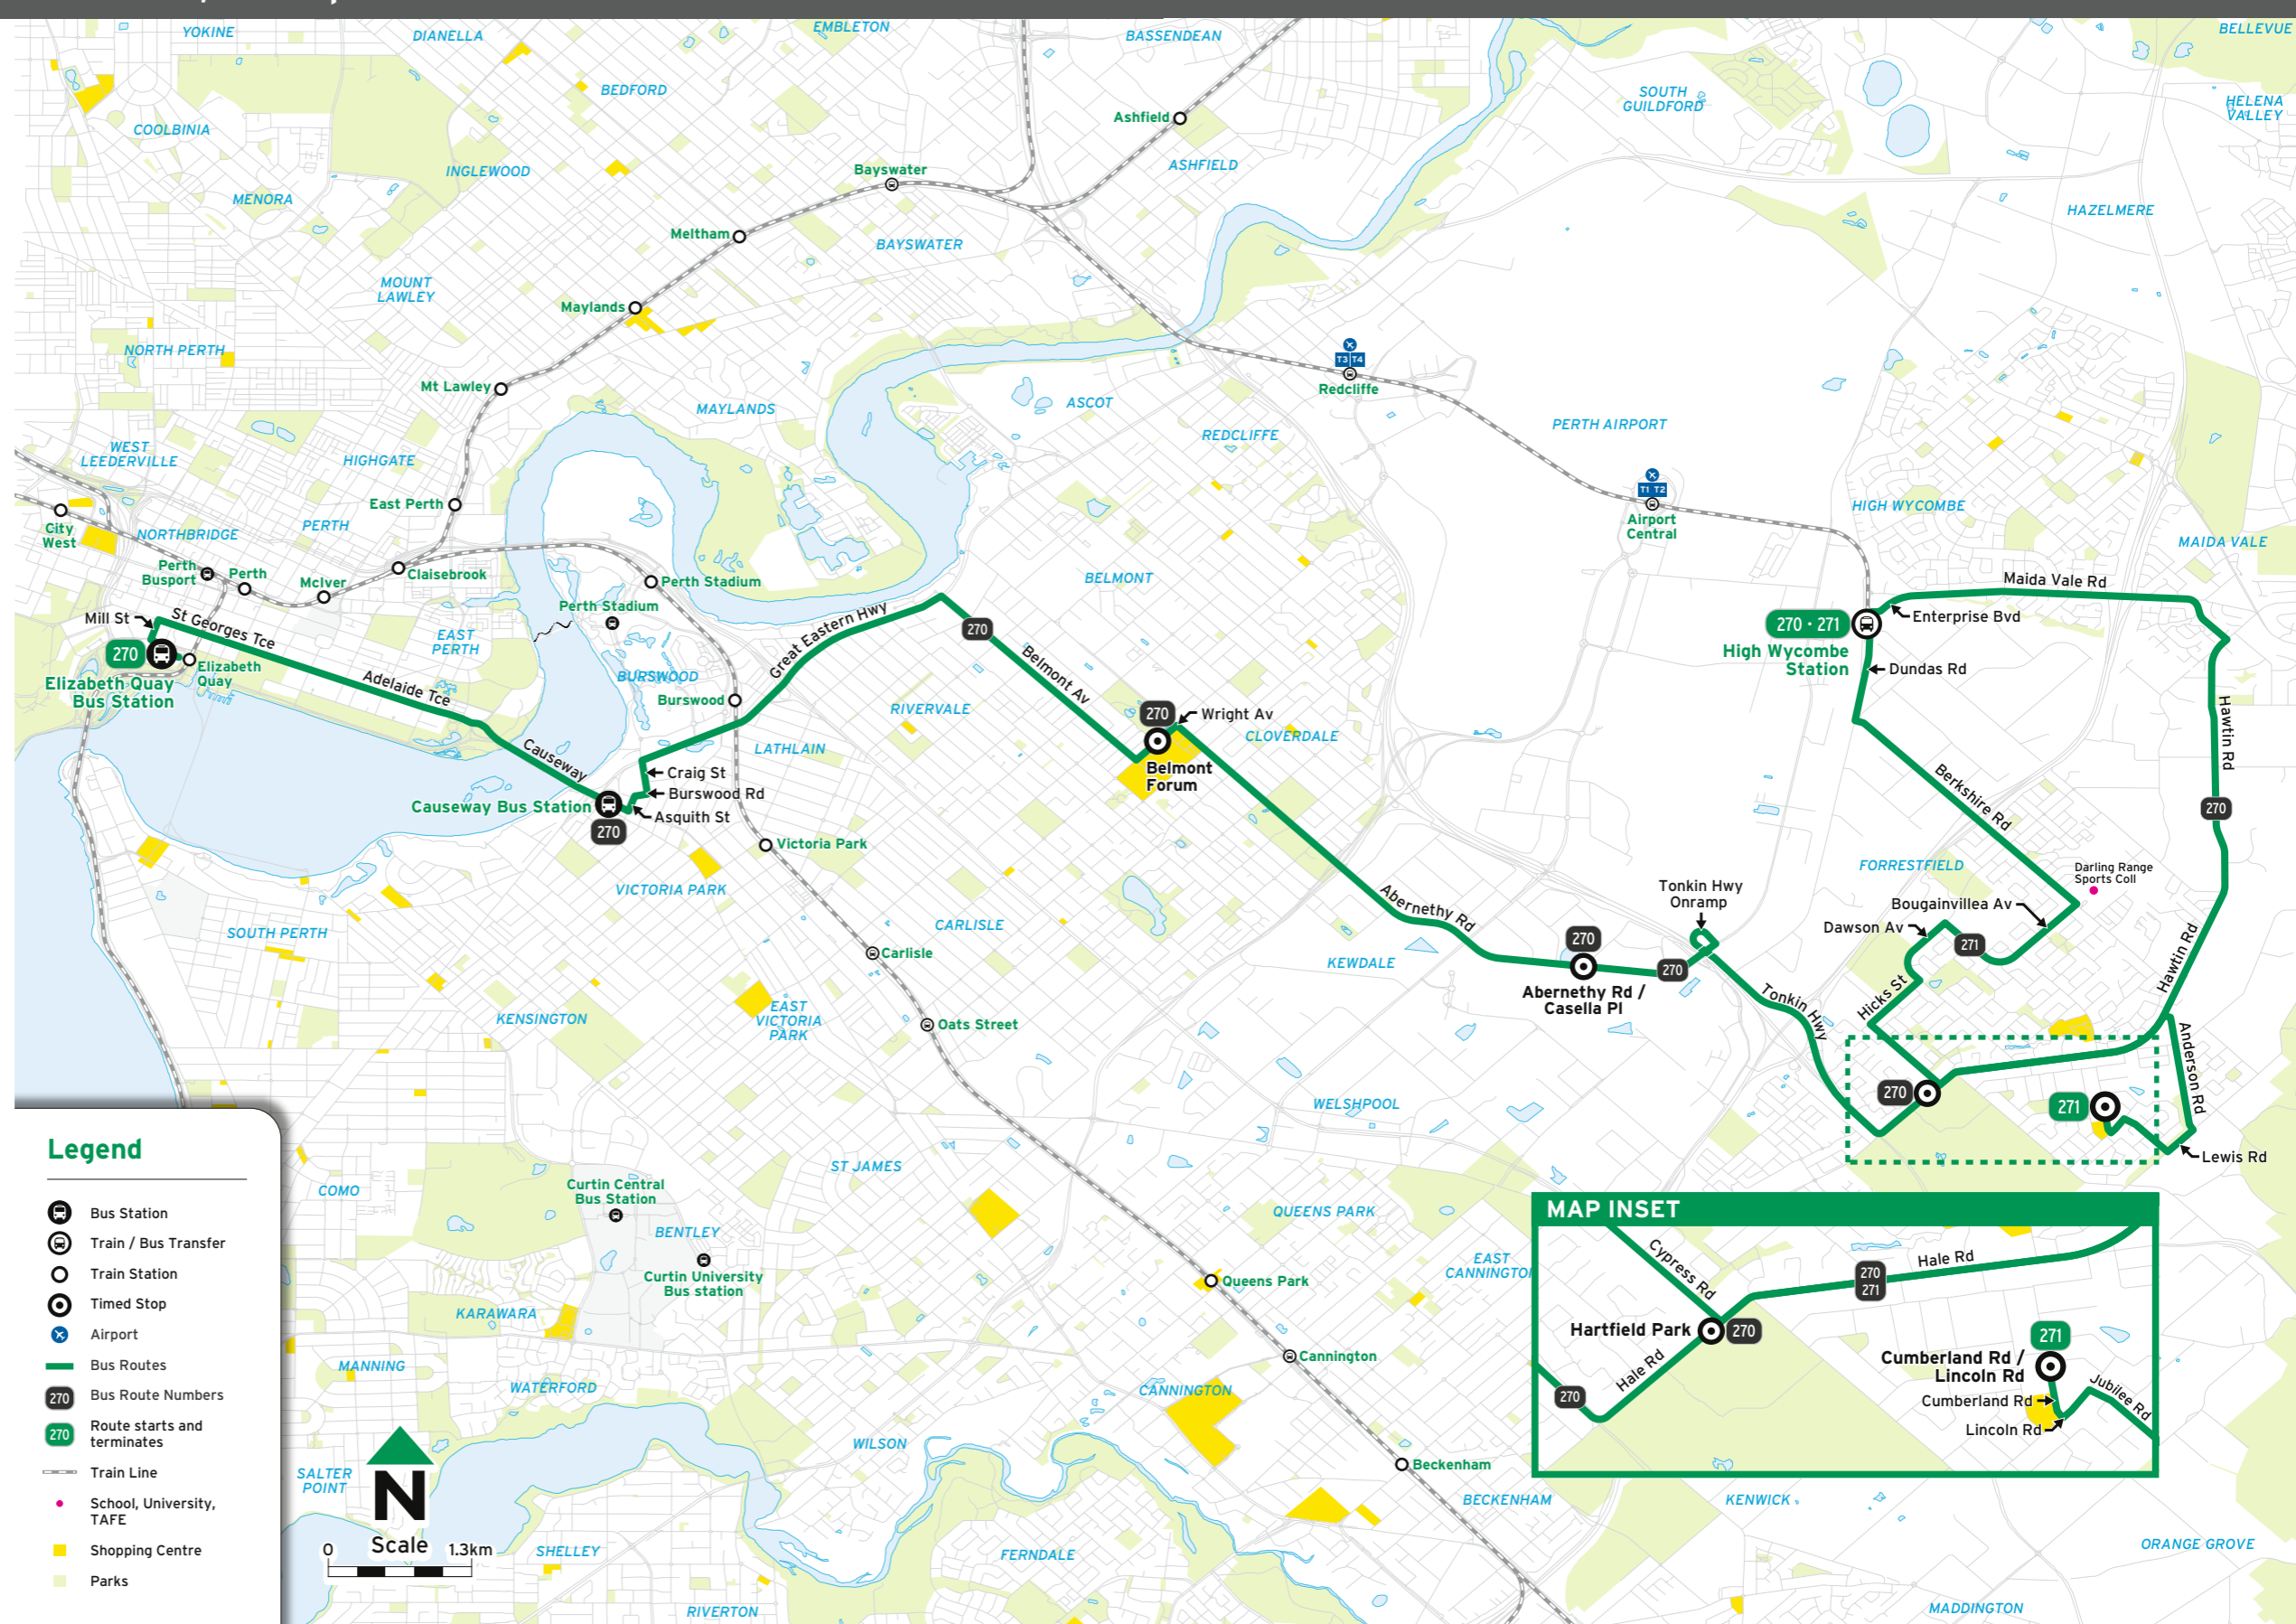 YOKINE
DIANELLA
EMBLETON
BASSENDEAN
BELLEVUE
BEDFORD
SOUTH
GUILDFORD
HELENA
VALLEY
COOLBINIA
Ashfield
INGLEWOOD
Bayswater
ASHFIELD
MENORA
HAZELMERE
Meltham
BAYSWATER
MOUNT
LAWLEY
Maylands
NORTH PERTH
T3 T4
Redcliffe
Mt Lawley
MAYLANDS
ASCOT
REDCLIFFE
PERTH AIRPORT
WEST
LEEDERVILLE
HIGHGATE
T1 T2
Airport
Central
East Perth
HIGH WYCOMBE
City
West
NORTHBRIDGE
PERTH
MAIDA VALE
Perth
Busport
Perth
McIver
Claisebrook
Perth Stadium
Perth Stadium
BELMONT
Maida Vale Rd
Mill St
St Georges Tce
Great Eastern Hwy
270
270 · 271
Enterprise Bvd
High Wycombe
Station
EAST
PERTH
270
Elizabeth
Quay
Elizabeth Quay
Bus Station
Adelaide Tce
BURSWOOD
Burswood
Belmont Av
Dundas Rd
RIVERVALE
270
Wright Av
CLOVERDALE
Hawtin Rd
Causeway
LATHLAIN
Belmont
Forum
Craig St
Burswood Rd
Asquith St
Causeway Bus Station
270
Berkshire Rd
270
Victoria Park
VICTORIA PARK
FORRESTFIELD
Darling Range
Sports Coll
Tonkin Hwy
Onramp
Abernethy Rd
Bougainvillea Av
Dawson Av
SOUTH PERTH
CARLISLE
Carlisle
KEWDALE
270
270
271
Hawtin Rd
Abernethy Rd /
Casella Pl
Tonkin Hwy
Hicks St
KENSINGTON
EAST
VICTORIA
PARK
Oats Street
Anderson Rd
270
271
WELSHPOOL
Lewis Rd
ST JAMES
COMO
Curtin Central
Bus Station
BENTLEY
Curtin University
Bus station
QUEENS PARK
EAST
CANNINGTON
Queens Park
KARAWARA
MANNING
WATERFORD
Cannington
CANNINGTON
WILSON
Beckenham
BECKENHAM
KENWICK
SALTER
POINT
SHELLEY
FERNDALE
ORANGE GROVE
RIVERTON
MADDINGTON
MAP INSET
Cypress Rd
Hale Rd
270
271
Hartfield Park
270
Hale Rd
270
271
Cumberland Rd /
Lincoln Rd
Cumberland Rd
Lincoln Rd
Jubilee Rd
Legend
Bus Station
Train / Bus Transfer
Train Station
Timed Stop
Airport
Bus Routes
270
Bus Route Numbers
270
Route starts and
terminates
Train Line
School, University,
TAFE
Shopping Centre
Parks
N
0
Scale
1.3km